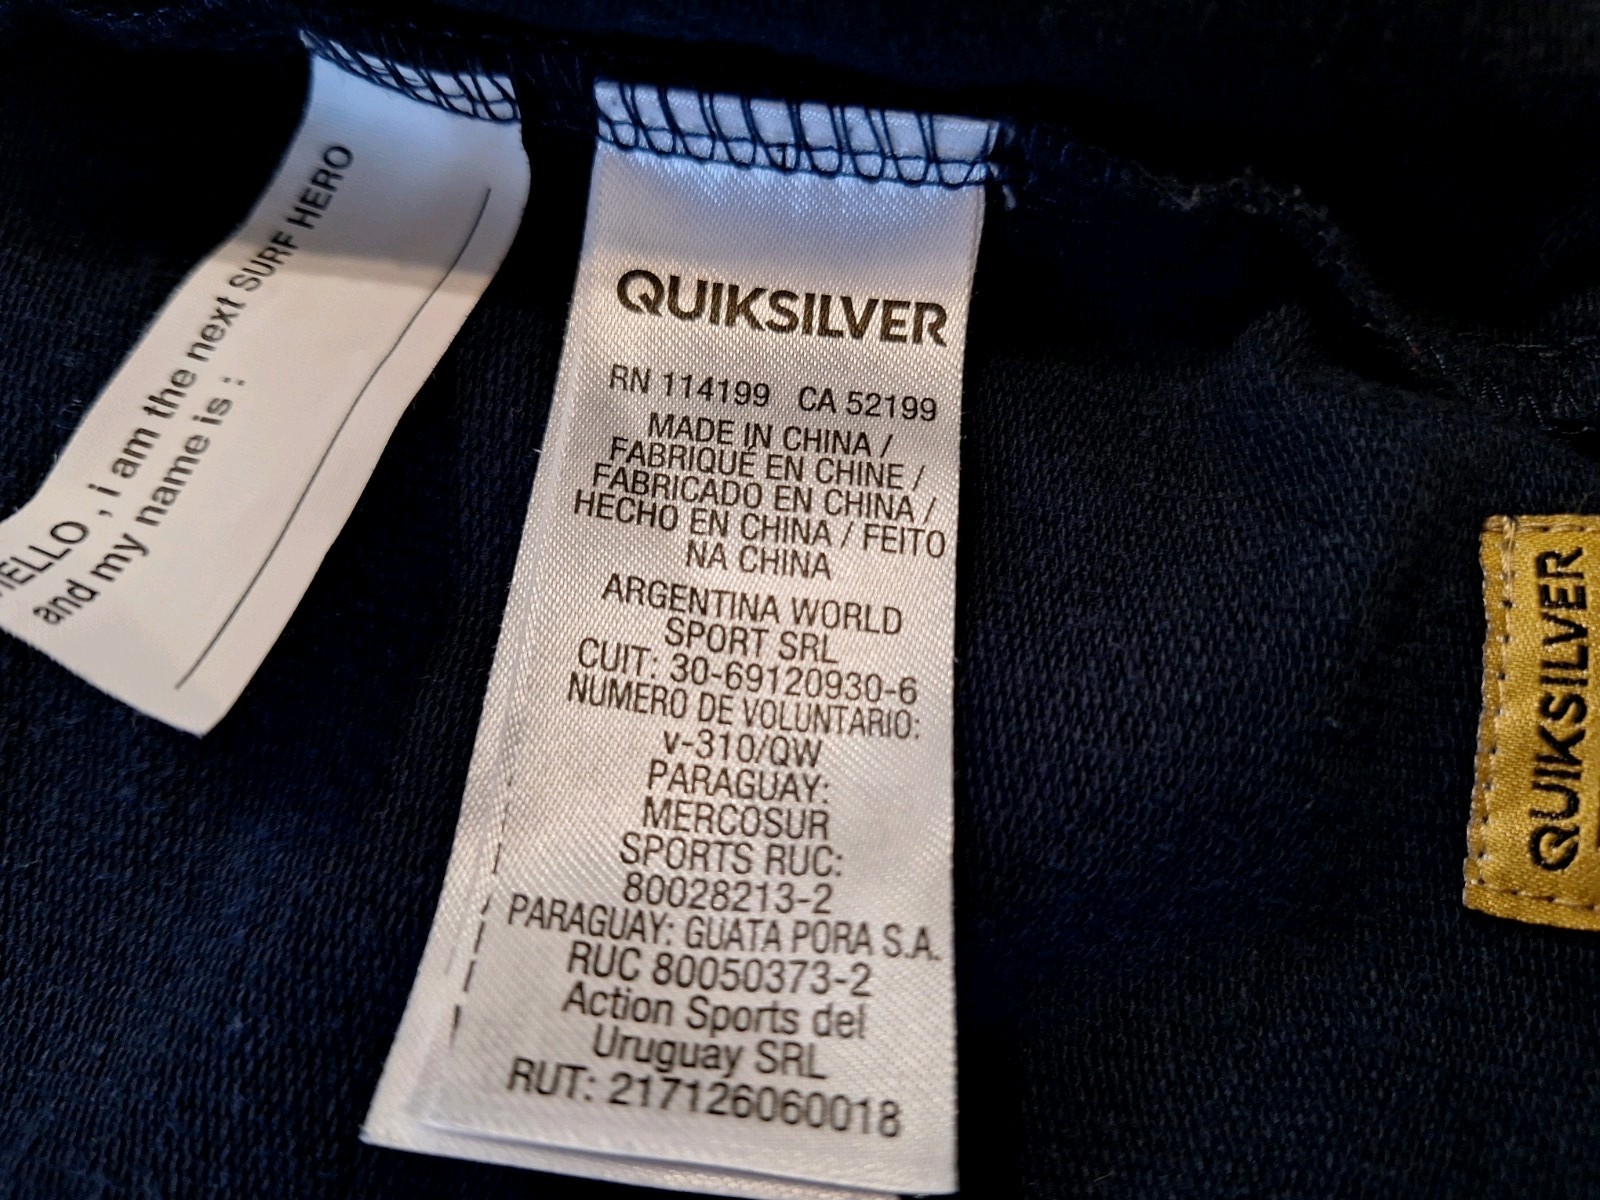 HELLO , i am the next SURF HERO
and my name is :
QUIKSILVER
RN 114199 CA 52199
MADE IN CHINA /
FABRIQUÉ EN CHINE /
FABRICADO EN CHINA /
HECHO EN CHINA / FEITO
NA CHINA
ARGENTINA WORLD
SPORT SRL
CUIT: 30-69120930-6
NUMERO DE VOLUNTARIO:
v-310/QW
PARAGUAY:
MERCOSUR
SPORTS RUC:
80028213-2
PARAGUAY: GUATA PORA S.A.
RUC 80050373-2
Action Sports del
Uruguay SRL
RUT: 217126060018
QUIKSILVER